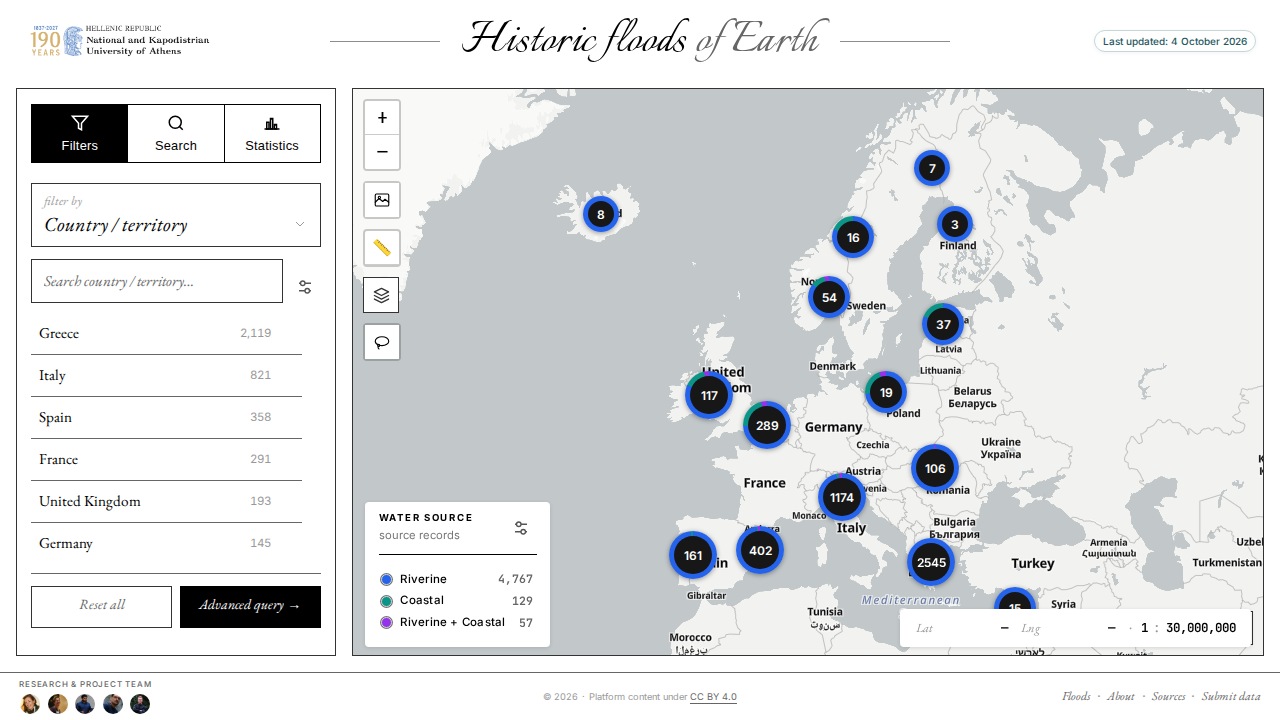 1837-2027
190
YEARS
HELLENIC REPUBLIC
National and Kapodistrian
University of Athens
Historic floods of Earth
Last updated: 4 October 2026
Filters
Search
Statistics
filter by
Country / territory
Search country / territory...
Greece 2,119
Italy 821
Spain 358
France 291
United Kingdom 193
Germany 145
Reset all
Advanced query →
+
−
7
8
3
16
Finland
54
Sweden
37
Latvia
Denmark
Lithuania
United
117
19
Belarus
Беларусь
Poland
289
Germany
Czechia
Ukraine
Україна
106
Austria
France
1174
Romania
Monaco
Italy
Bulgaria
България
Armenia
Հայաստան
161
402
2545
Turkey
Turkmenistan
Gibraltar
Mediterranean
15
Syria
Tunisia
تونس
Morocco
WATER SOURCE
source records
Riverine 4,767
Coastal 129
Riverine + Coastal 57
Lat – Lng – · 1 : 30,000,000
RESEARCH & PROJECT TEAM
© 2026 · Platform content under CC BY 4.0
Floods · About · Sources · Submit data